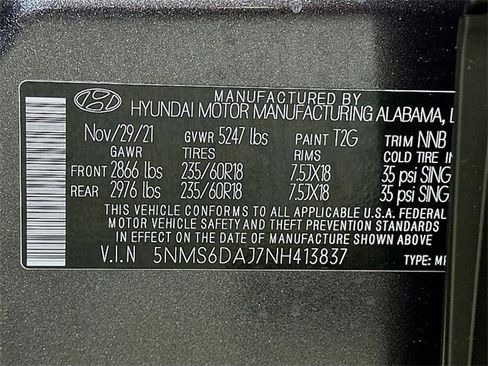 MANUFACTURED BY
HYUNDAI MOTOR MANUFACTURING ALABAMA,
Nov/29/21 GVWR 5247 lbs PAINT T2G TRIM NNB
GAWR TIRES RIMS COLD TIRE IN
FRONT 2866 lbs 235/60R18 7.5JX18 35 psi SING
REAR 2976 lbs 235/60R18 7.5JX18 35 psi SING
THIS VEHICLE CONFORMS TO ALL APPLICABLE U.S.A. FEDERAL
MOTOR VEHICLE SAFETY AND THEFT PREVENTION STANDARDS
IN EFFECT ON THE DATE OF MANUFACTURE SHOWN ABOVE
V.I.N 5NMS6DAJ7NH413837 TYPE: